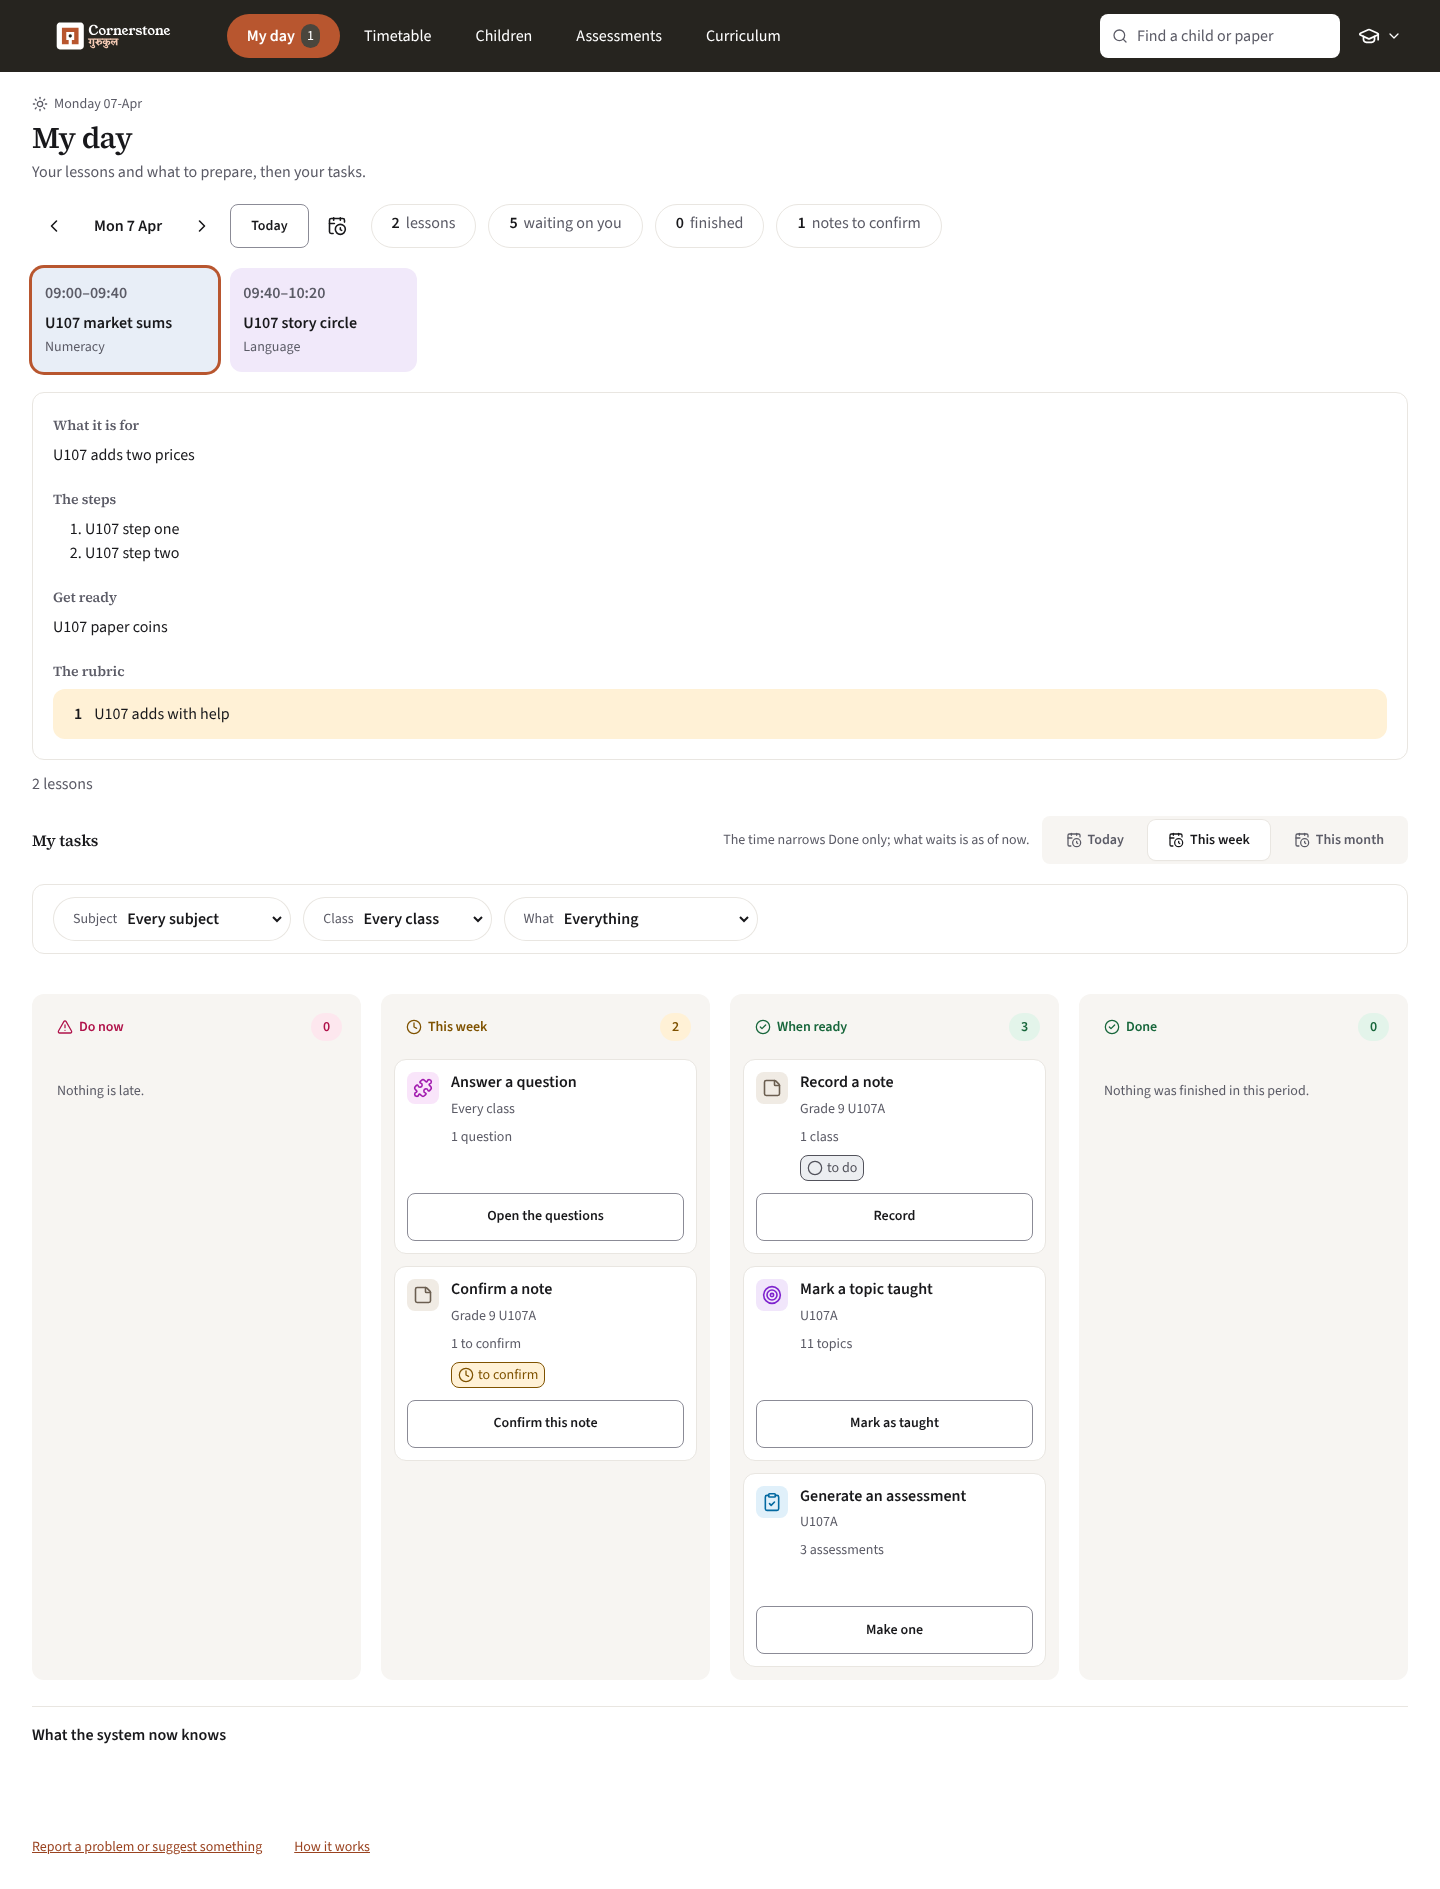 Cornerstone
गुरुकुल
My day 1
Timetable
Children
Assessments
Curriculum
Find a child or paper
Monday 07-Apr
My day
Your lessons and what to prepare, then your tasks.
Mon 7 Apr
Today
2 lessons
5 waiting on you
0 finished
1 notes to confirm
09:00–09:40
U107 market sums
Numeracy
09:40–10:20
U107 story circle
Language
What it is for
U107 adds two prices
The steps
1. U107 step one
2. U107 step two
Get ready
U107 paper coins
The rubric
1 U107 adds with help
2 lessons
My tasks
The time narrows Done only; what waits is as of now.
Today
This week
This month
Subject Every subject
Class Every class
What Everything
Do now 0
Nothing is late.
This week 2
Answer a question
Every class
1 question
Open the questions
Confirm a note
Grade 9 U107A
1 to confirm
to confirm
Confirm this note
When ready 3
Record a note
Grade 9 U107A
1 class
to do
Record
Mark a topic taught
U107A
11 topics
Mark as taught
Generate an assessment
U107A
3 assessments
Make one
Done 0
Nothing was finished in this period.
What the system now knows
Report a problem or suggest something
How it works